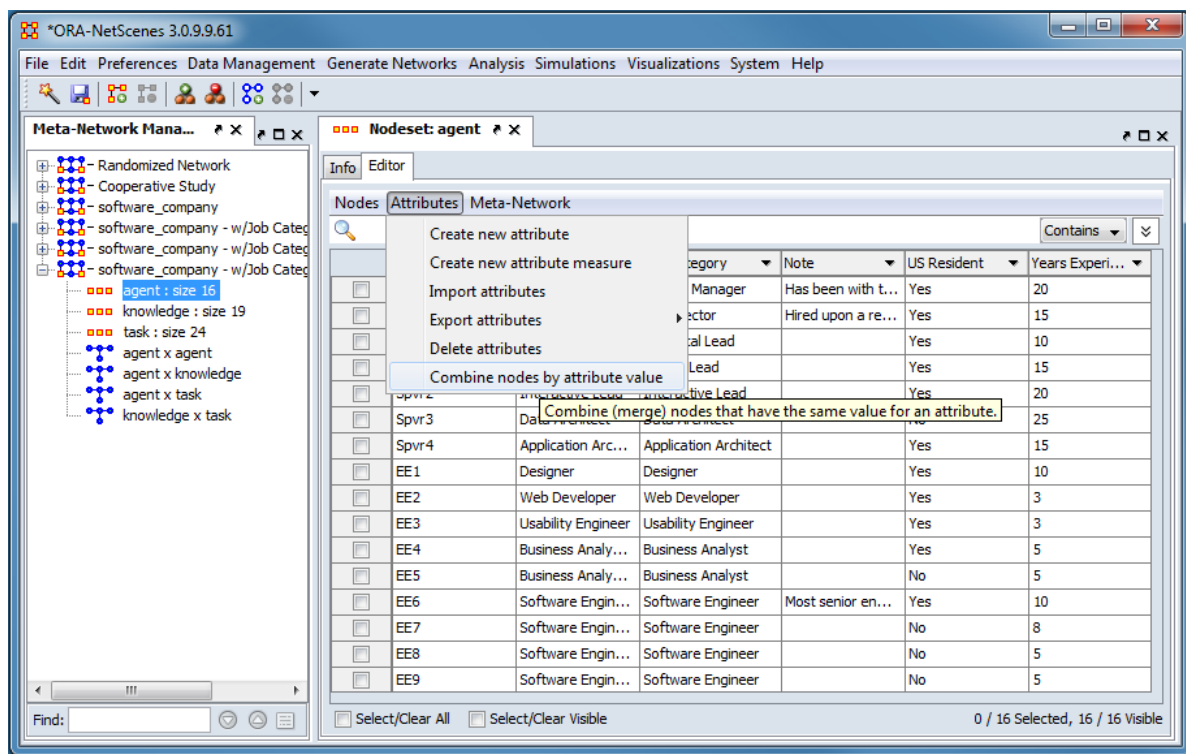 *ORA-NetScenes 3.0.9.9.61
File Edit Preferences Data Management Generate Networks Analysis Simulations Visualizations System Help
Meta-Network Mana...
Randomized Network
Cooperative Study
software_company
software_company - w/Job Categ
software_company - w/Job Categ
software_company - w/Job Categ
agent : size 16
knowledge : size 19
task : size 24
agent x agent
agent x knowledge
agent x task
knowledge x task
Find:
Nodeset: agent
Info Editor
Nodes Attributes Meta-Network
Contains
Create new attribute
Create new attribute measure
Import attributes
Export attributes
Delete attributes
Combine nodes by attribute value
Combine (merge) nodes that have the same value for an attribute.
tegory Note US Resident Years Experi...
Manager Has been with t... Yes 20
ector Hired upon a re... Yes 15
cal Lead Yes 10
Lead Yes 15
Interactive Lead Yes 20
Spvr3 25
Spvr4 Application Arc... Application Architect Yes 15
EE1 Designer Designer Yes 10
EE2 Web Developer Web Developer Yes 3
EE3 Usability Engineer Usability Engineer Yes 3
EE4 Business Analy... Business Analyst Yes 5
EE5 Business Analy... Business Analyst No 5
EE6 Software Engin... Software Engineer Most senior en... Yes 10
EE7 Software Engin... Software Engineer No 8
EE8 Software Engin... Software Engineer No 5
EE9 Software Engin... Software Engineer No 5
Select/Clear All Select/Clear Visible 0 / 16 Selected, 16 / 16 Visible